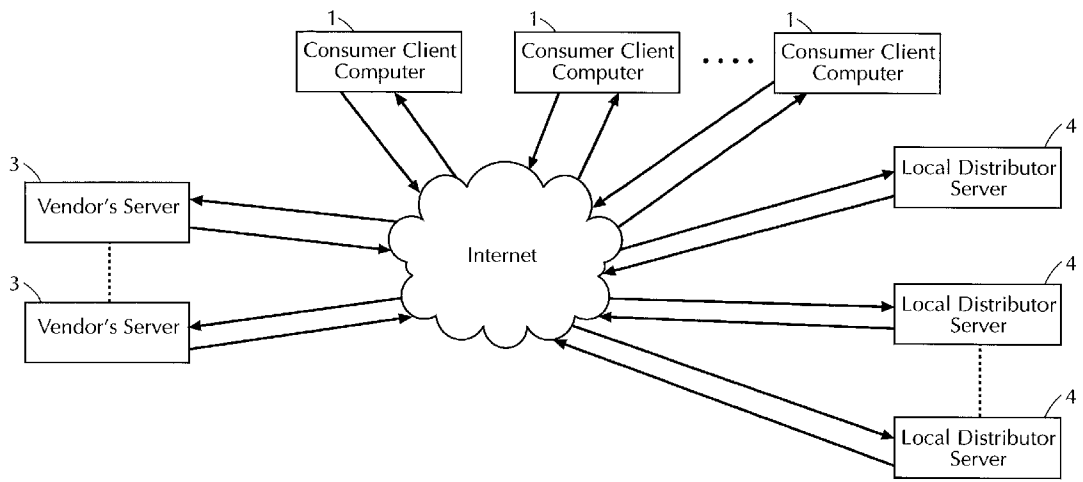 1
Consumer Client
Computer
1
Consumer Client
Computer
1
Consumer Client
Computer
3
Vendor's Server
3
Vendor's Server
Internet
4
Local Distributor
Server
4
Local Distributor
Server
4
Local Distributor
Server